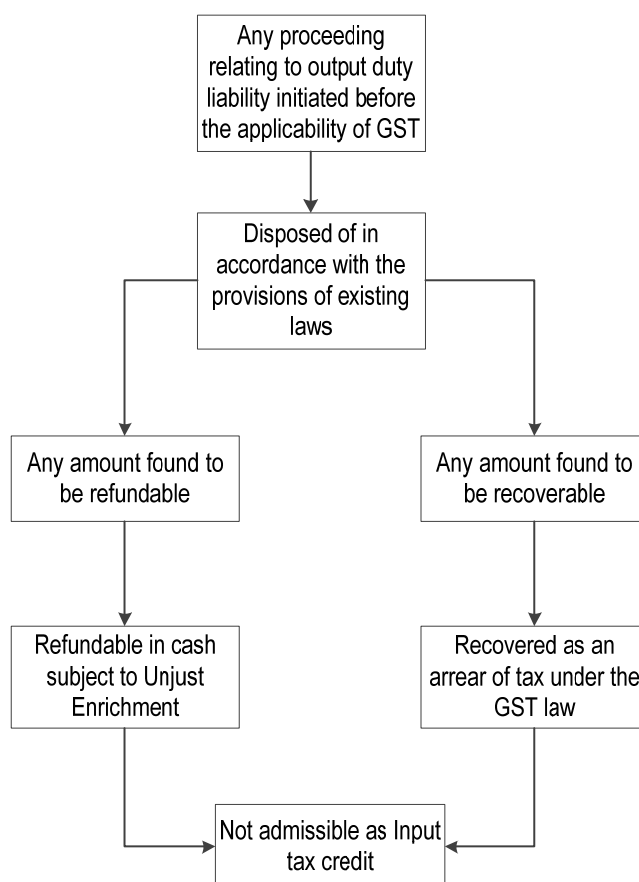 Any proceeding
relating to output duty
liability initiated before
the applicability of GST
Disposed of in
accordance with the
provisions of existing
laws
Any amount found to
be refundable
Any amount found to
be recoverable
Refundable in cash
subject to Unjust
Enrichment
Recovered as an
arrear of tax under the
GST law
Not admissible as Input
tax credit